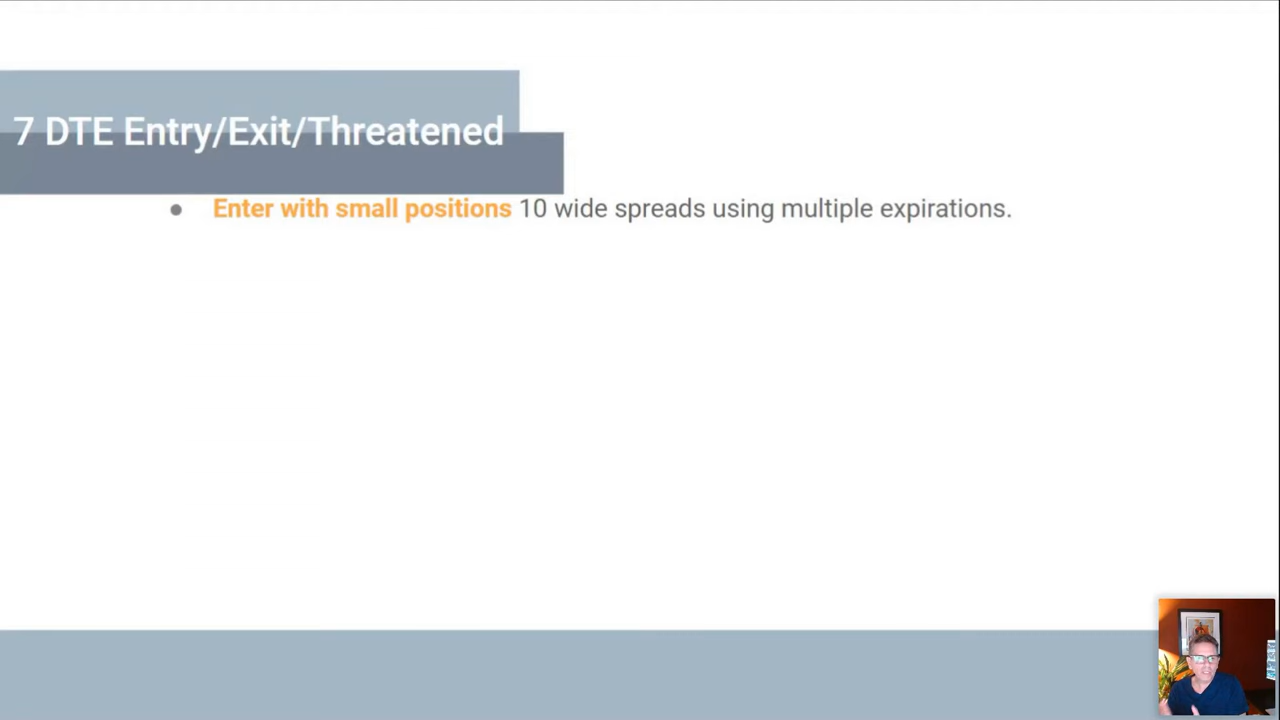 7 DTE Entry/Exit/Threatened
● Enter with small positions 10 wide spreads using multiple expirations.